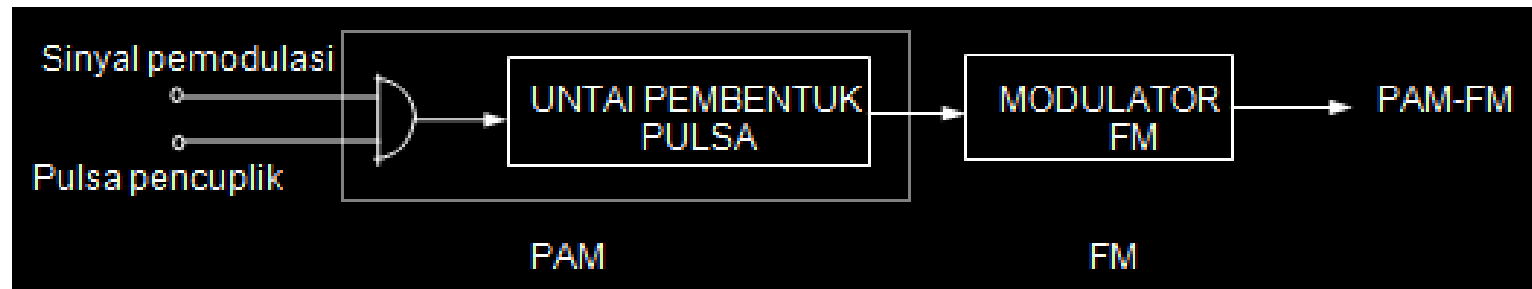 Sinyal pemodulasi
Pulsa pencuplik
UNTAI PEMBENTUK
PULSA
MODULATOR
FM
PAM-FM
PAM
FM